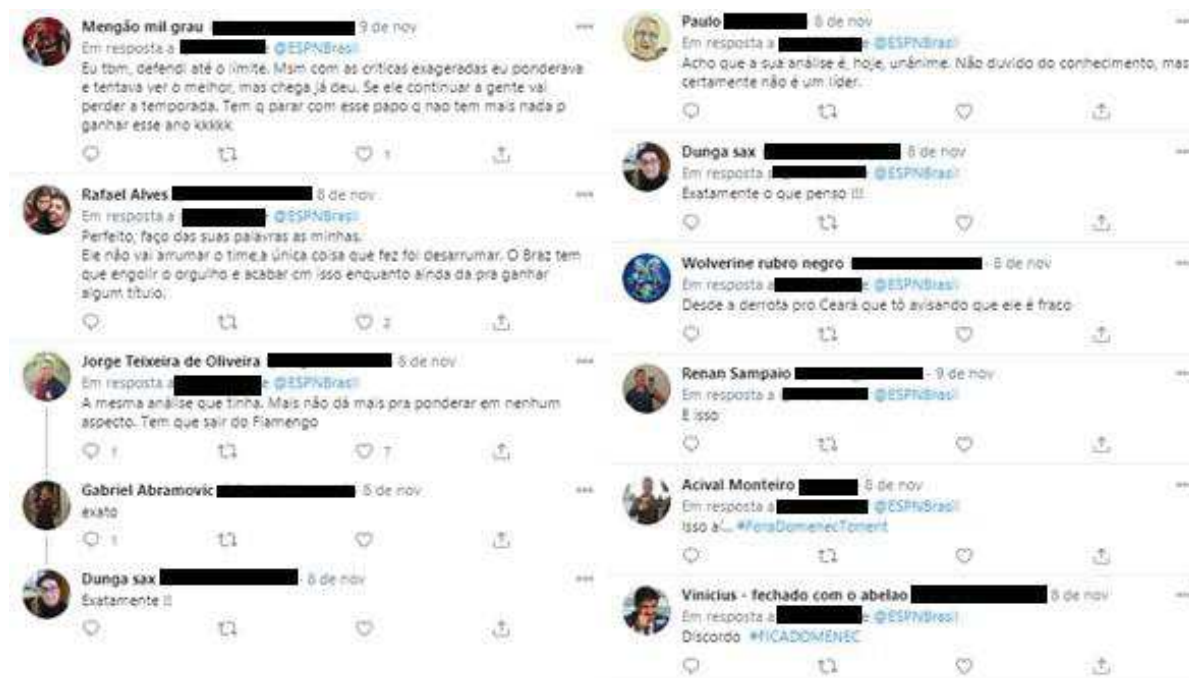 Mengão mil grau 9 de nov
Em resposta a e @ESPNBrasil
Eu tbm, defendi até o limite. Msm com as críticas exageradas eu ponderava
e tentava ver o melhor, mas chega já deu. Se ele continuar a gente vai
perder a temporada. Tem q parar com esse papo q nao tem mais nada p
ganhar esse ano kkkkk
1
Rafael Alves 8 de nov
Em resposta a e @ESPNBrasil
Perfeito, faço das suas palavras as minhas.
Ele não vai arrumar o time,a única coisa que fez foi desarrumar. O Braz tem
que engolir o orgulho e acabar cm isso enquanto ainda da pra ganhar
algum título.
2
Jorge Teixeira de Oliveira 8 de nov
Em resposta a e @ESPNBrasil
A mesma análise que tinha. Mais não dá mais pra ponderar em nenhum
aspecto. Tem que sair do Flamengo
1 7
Gabriel Abramovic 8 de nov
exato
1
Dunga sax - 8 de nov
Exatamente !!
Paulo 8 de nov
Em resposta a e @ESPNBrasil
Acho que a sua análise é, hoje, unânime. Não duvido do conhecimento, mas
certamente não é um líder.
Dunga sax 8 de nov
Em resposta e @ESPNBrasil
Exatamente o que penso !!!
Wolverine rubro negro - 8 de nov
Em resposta a e @ESPNBrasil
Desde a derrota pro Ceará que tô avisando que ele é fraco
Renan Sampaio - 9 de nov
Em resposta a e @ESPNBrasil
É isso
Acival Monteiro 8 de nov
Em resposta a @ESPNBrasil
Isso aí... #ForaDomenecTorrent
Vinicius - fechado com o abelao 8 de nov
Em resposta a e @ESPNBrasil
Discordo #FICADOMENEC